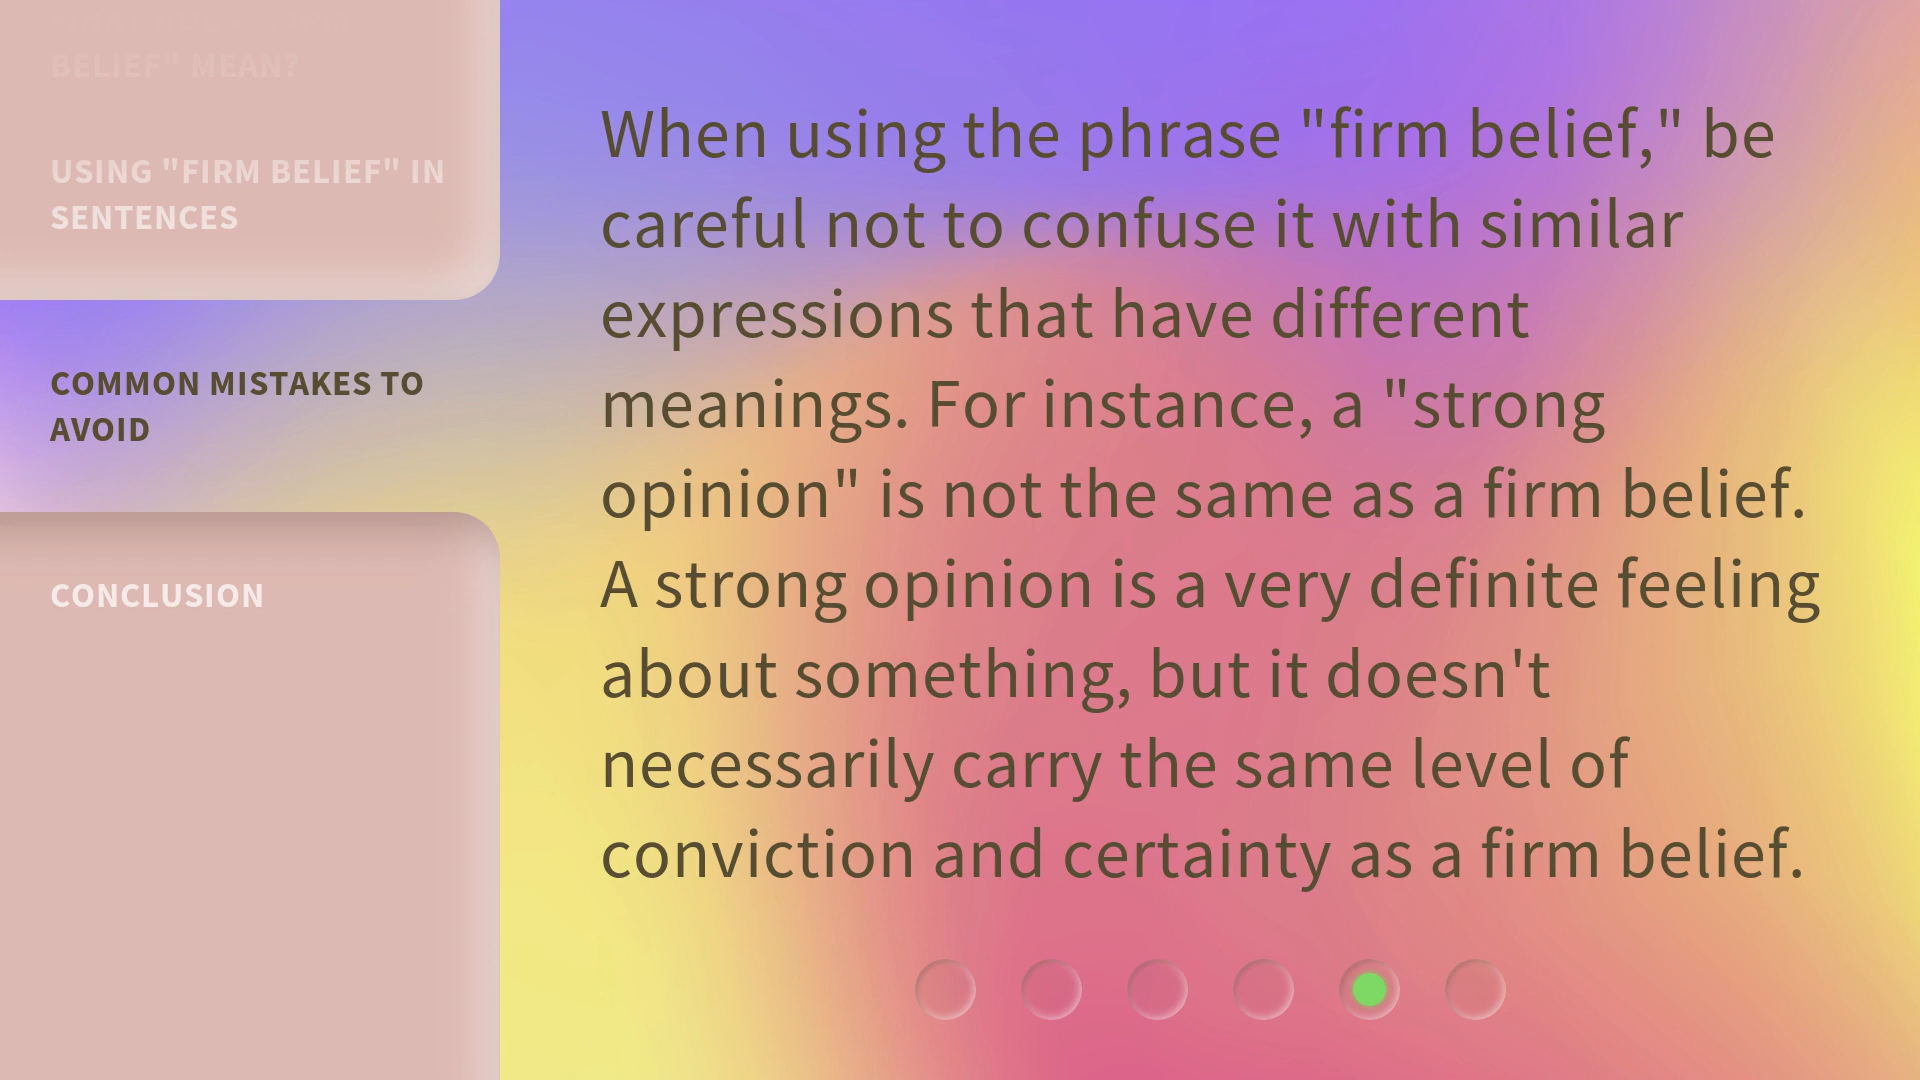 BELIEF" MEAN?
USING "FIRM BELIEF" IN
SENTENCES
COMMON MISTAKES TO
AVOID
CONCLUSION
When using the phrase "firm belief," be
careful not to confuse it with similar
expressions that have different
meanings. For instance, a "strong
opinion" is not the same as a firm belief.
A strong opinion is a very definite feeling
about something, but it doesn't
necessarily carry the same level of
conviction and certainty as a firm belief.